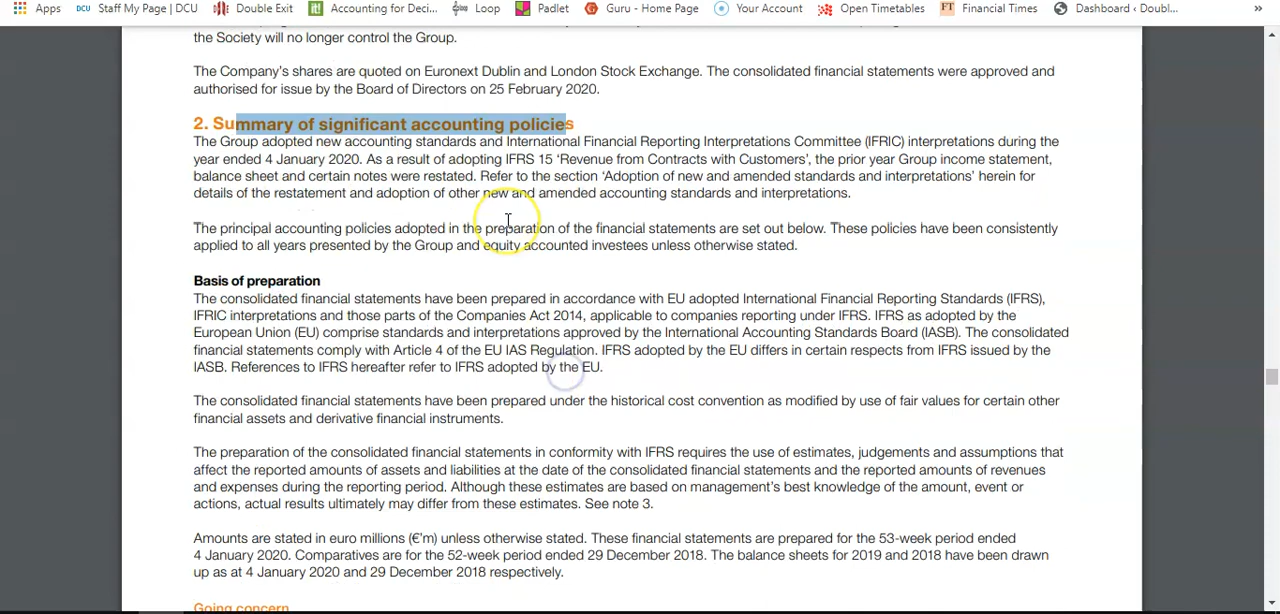 Apps DCU Staff My Page | DCU Double Exit it! Accounting for Deci... Loop Padlet G Guru - Home Page Your Account Open Timetables FT Financial Times Dashboard ‹ Doubl... »
the Society will no longer control the Group.
The Company's shares are quoted on Euronext Dublin and London Stock Exchange. The consolidated financial statements were approved and
authorised for issue by the Board of Directors on 25 February 2020.
2. Summary of significant accounting policies
The Group adopted new accounting standards and International Financial Reporting Interpretations Committee (IFRIC) interpretations during the
year ended 4 January 2020. As a result of adopting IFRS 15 'Revenue from Contracts with Customers', the prior year Group income statement,
balance sheet and certain notes were restated. Refer to the section 'Adoption of new and amended standards and interpretations' herein for
details of the restatement and adoption of other new and amended accounting standards and interpretations.
The principal accounting policies adopted in the preparation of the financial statements are set out below. These policies have been consistently
applied to all years presented by the Group and equity accounted investees unless otherwise stated.
Basis of preparation
The consolidated financial statements have been prepared in accordance with EU adopted International Financial Reporting Standards (IFRS),
IFRIC interpretations and those parts of the Companies Act 2014, applicable to companies reporting under IFRS. IFRS as adopted by the
European Union (EU) comprise standards and interpretations approved by the International Accounting Standards Board (IASB). The consolidated
financial statements comply with Article 4 of the EU IAS Regulation. IFRS adopted by the EU differs in certain respects from IFRS issued by the
IASB. References to IFRS hereafter refer to IFRS adopted by the EU.
The consolidated financial statements have been prepared under the historical cost convention as modified by use of fair values for certain other
financial assets and derivative financial instruments.
The preparation of the consolidated financial statements in conformity with IFRS requires the use of estimates, judgements and assumptions that
affect the reported amounts of assets and liabilities at the date of the consolidated financial statements and the reported amounts of revenues
and expenses during the reporting period. Although these estimates are based on management's best knowledge of the amount, event or
actions, actual results ultimately may differ from these estimates. See note 3.
Amounts are stated in euro millions (€'m) unless otherwise stated. These financial statements are prepared for the 53-week period ended
4 January 2020. Comparatives are for the 52-week period ended 29 December 2018. The balance sheets for 2019 and 2018 have been drawn
up as at 4 January 2020 and 29 December 2018 respectively.
Going concern